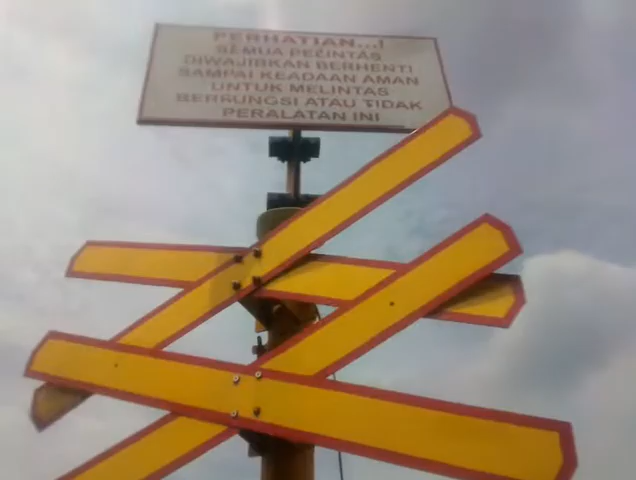 PERHATIAN...!
SEMUA PELINTAS
DIWAJIBKAN BERHENTI
SAMPAI KEADAAN AMAN
UNTUK MELINTAS
BERFUNGSI ATAU TIDAK
PERALATAN INI